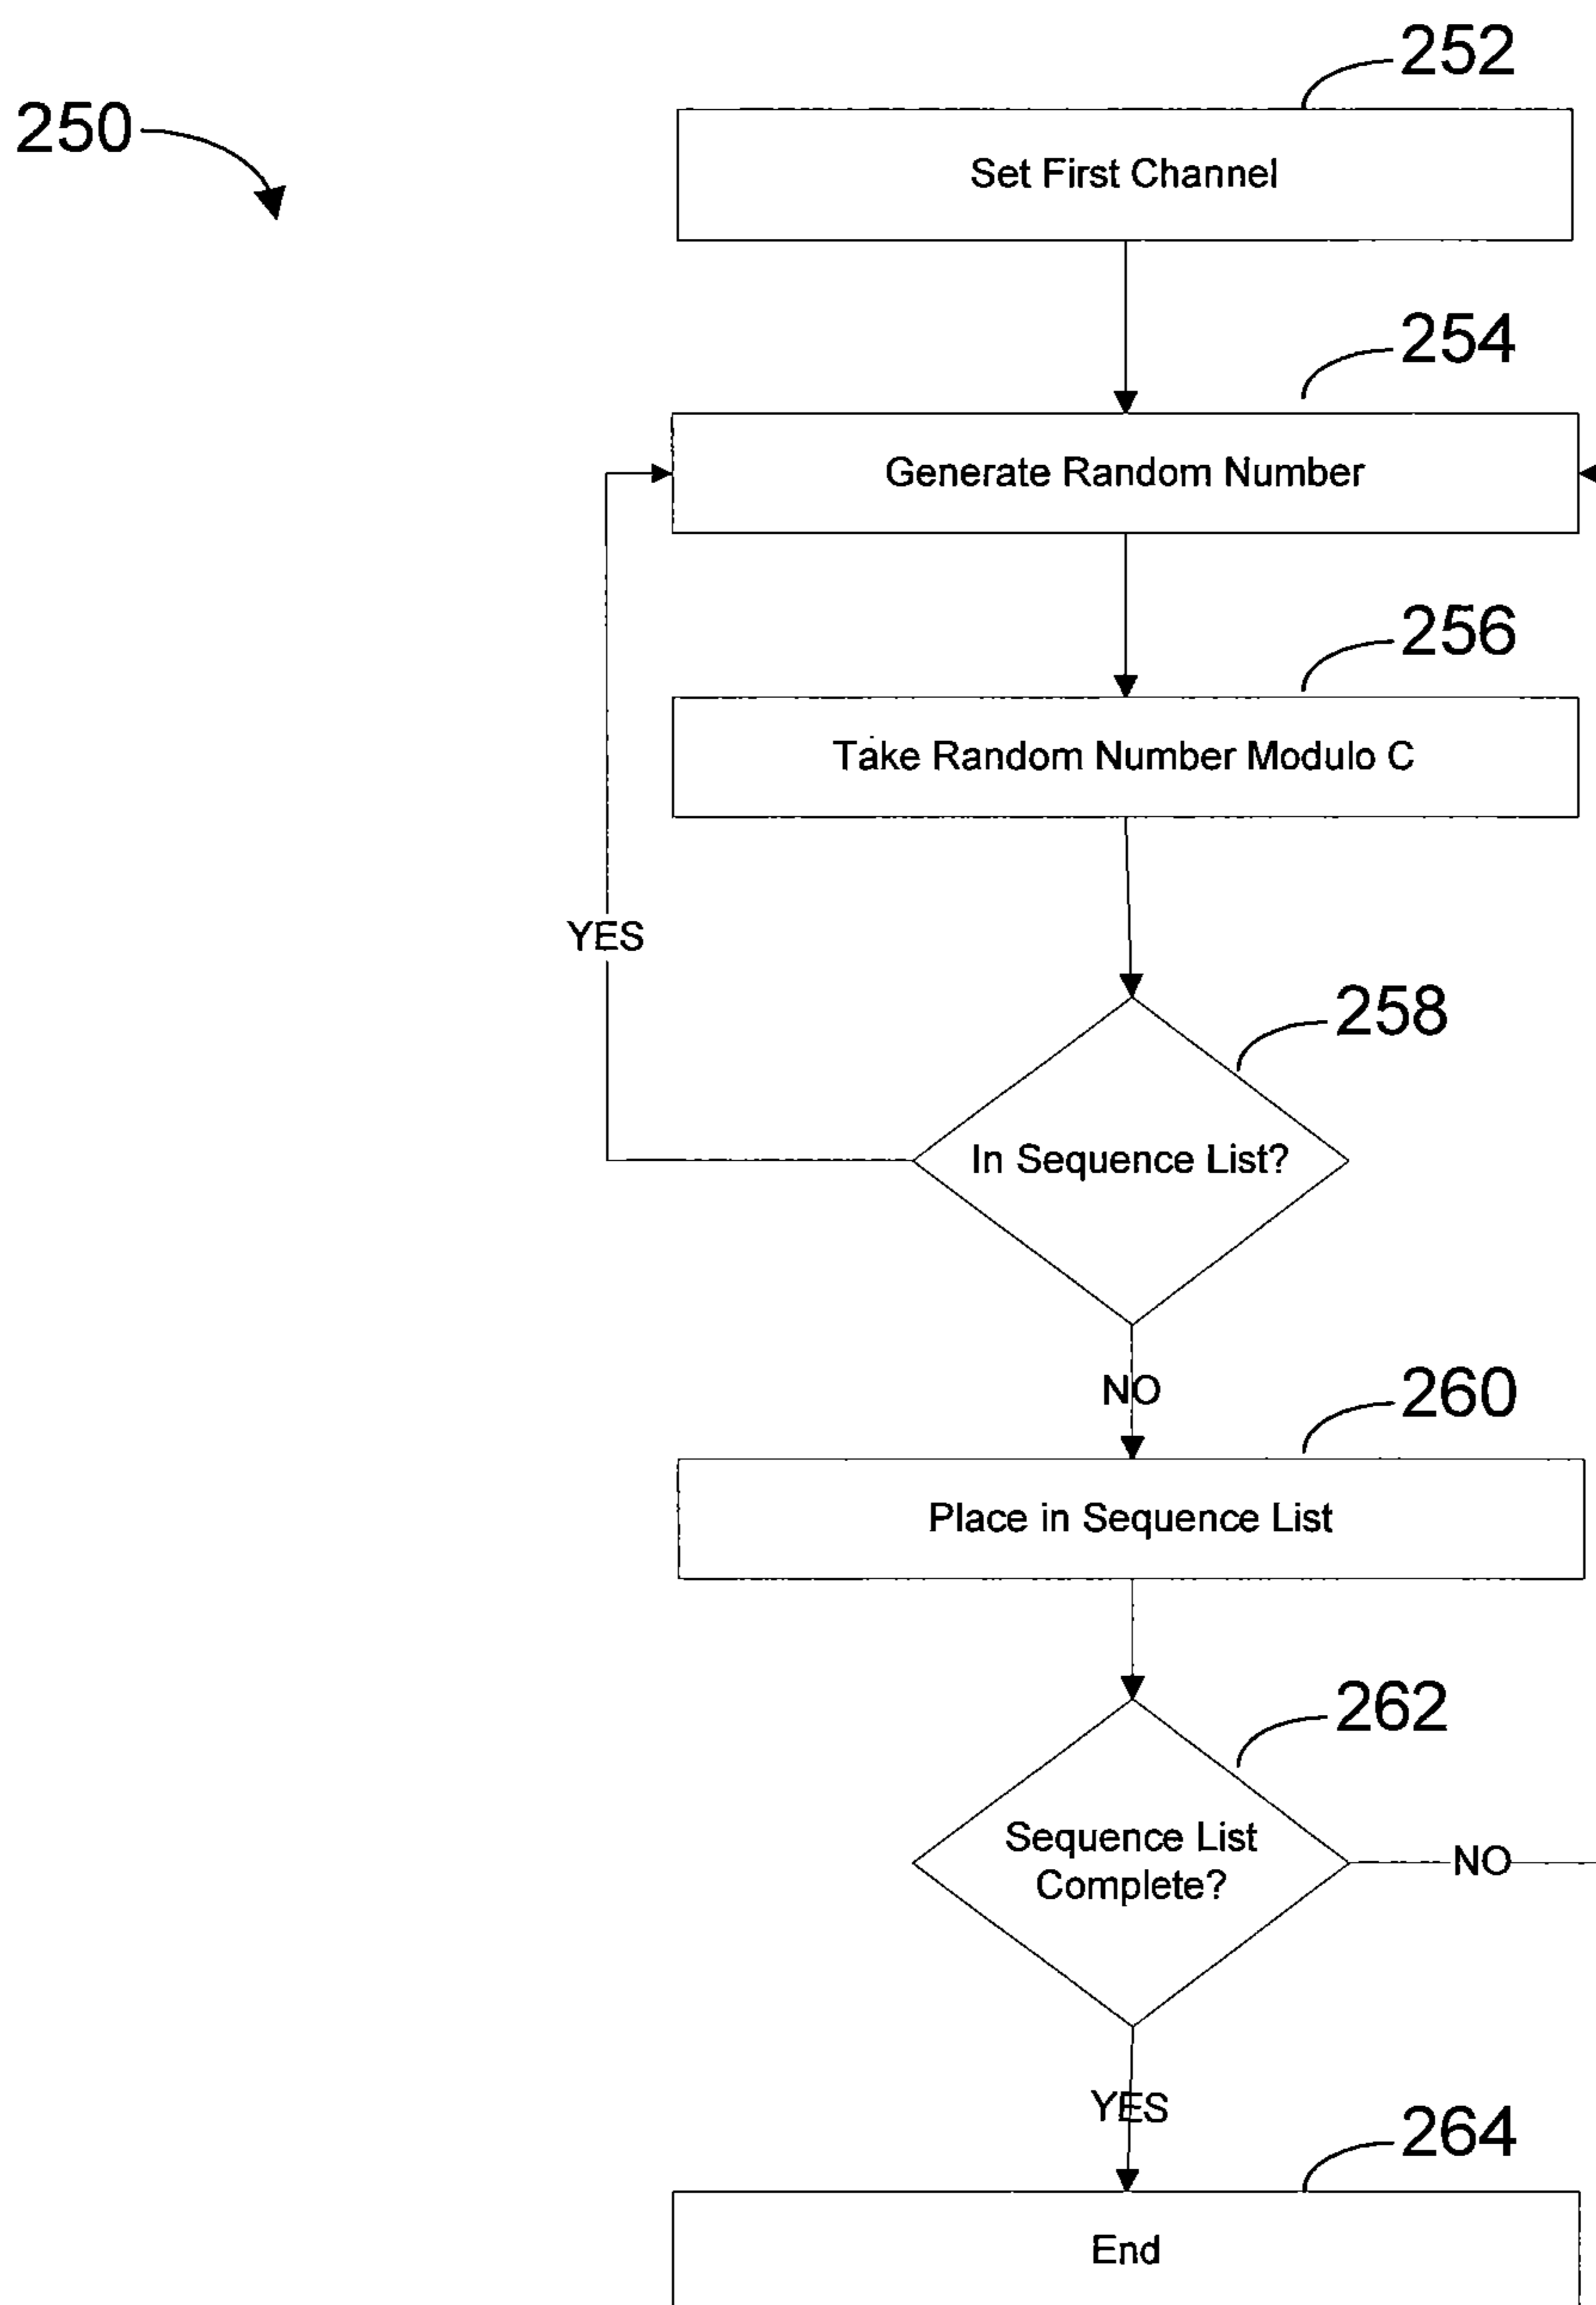 252
250
Set First Channel
254
Generate Random Number
256
Take Random Number Modulo C
YES
258
In Sequence List?
NO
260
Place in Sequence List
262
Sequence List
Complete?
NO
YES
264
End